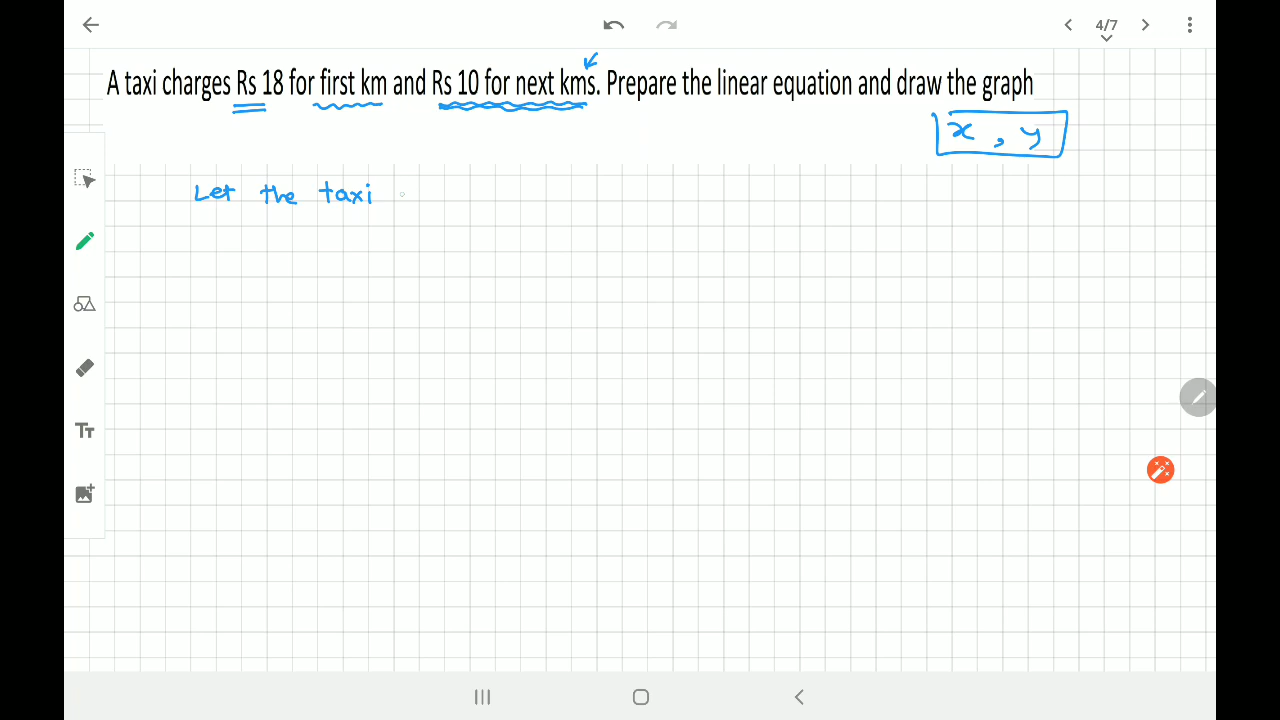 4/7
A taxi charges Rs 18 for first km and Rs 10 for next kms. Prepare the linear equation and draw the graph
x , y
Let the taxi
TT